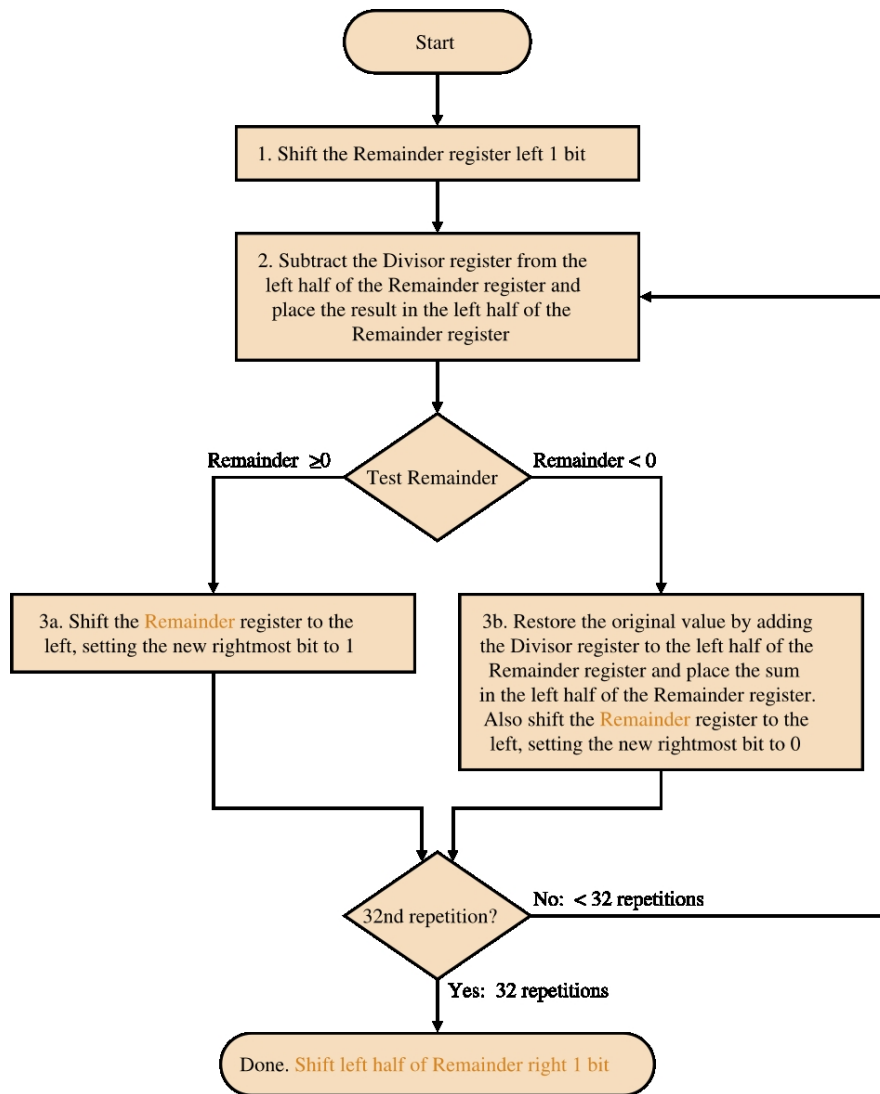 Start
1. Shift the Remainder register left 1 bit
2. Subtract the Divisor register from the
left half of the Remainder register and
place the result in the left half of the
Remainder register
Remainder ≥0
Test Remainder
Remainder < 0
3a. Shift the Remainder register to the
left, setting the new rightmost bit to 1
3b. Restore the original value by adding
the Divisor register to the left half of the
Remainder register and place the sum
in the left half of the Remainder register.
Also shift the Remainder register to the
left, setting the new rightmost bit to 0
32nd repetition?
No: < 32 repetitions
Yes: 32 repetitions
Done. Shift left half of Remainder right 1 bit